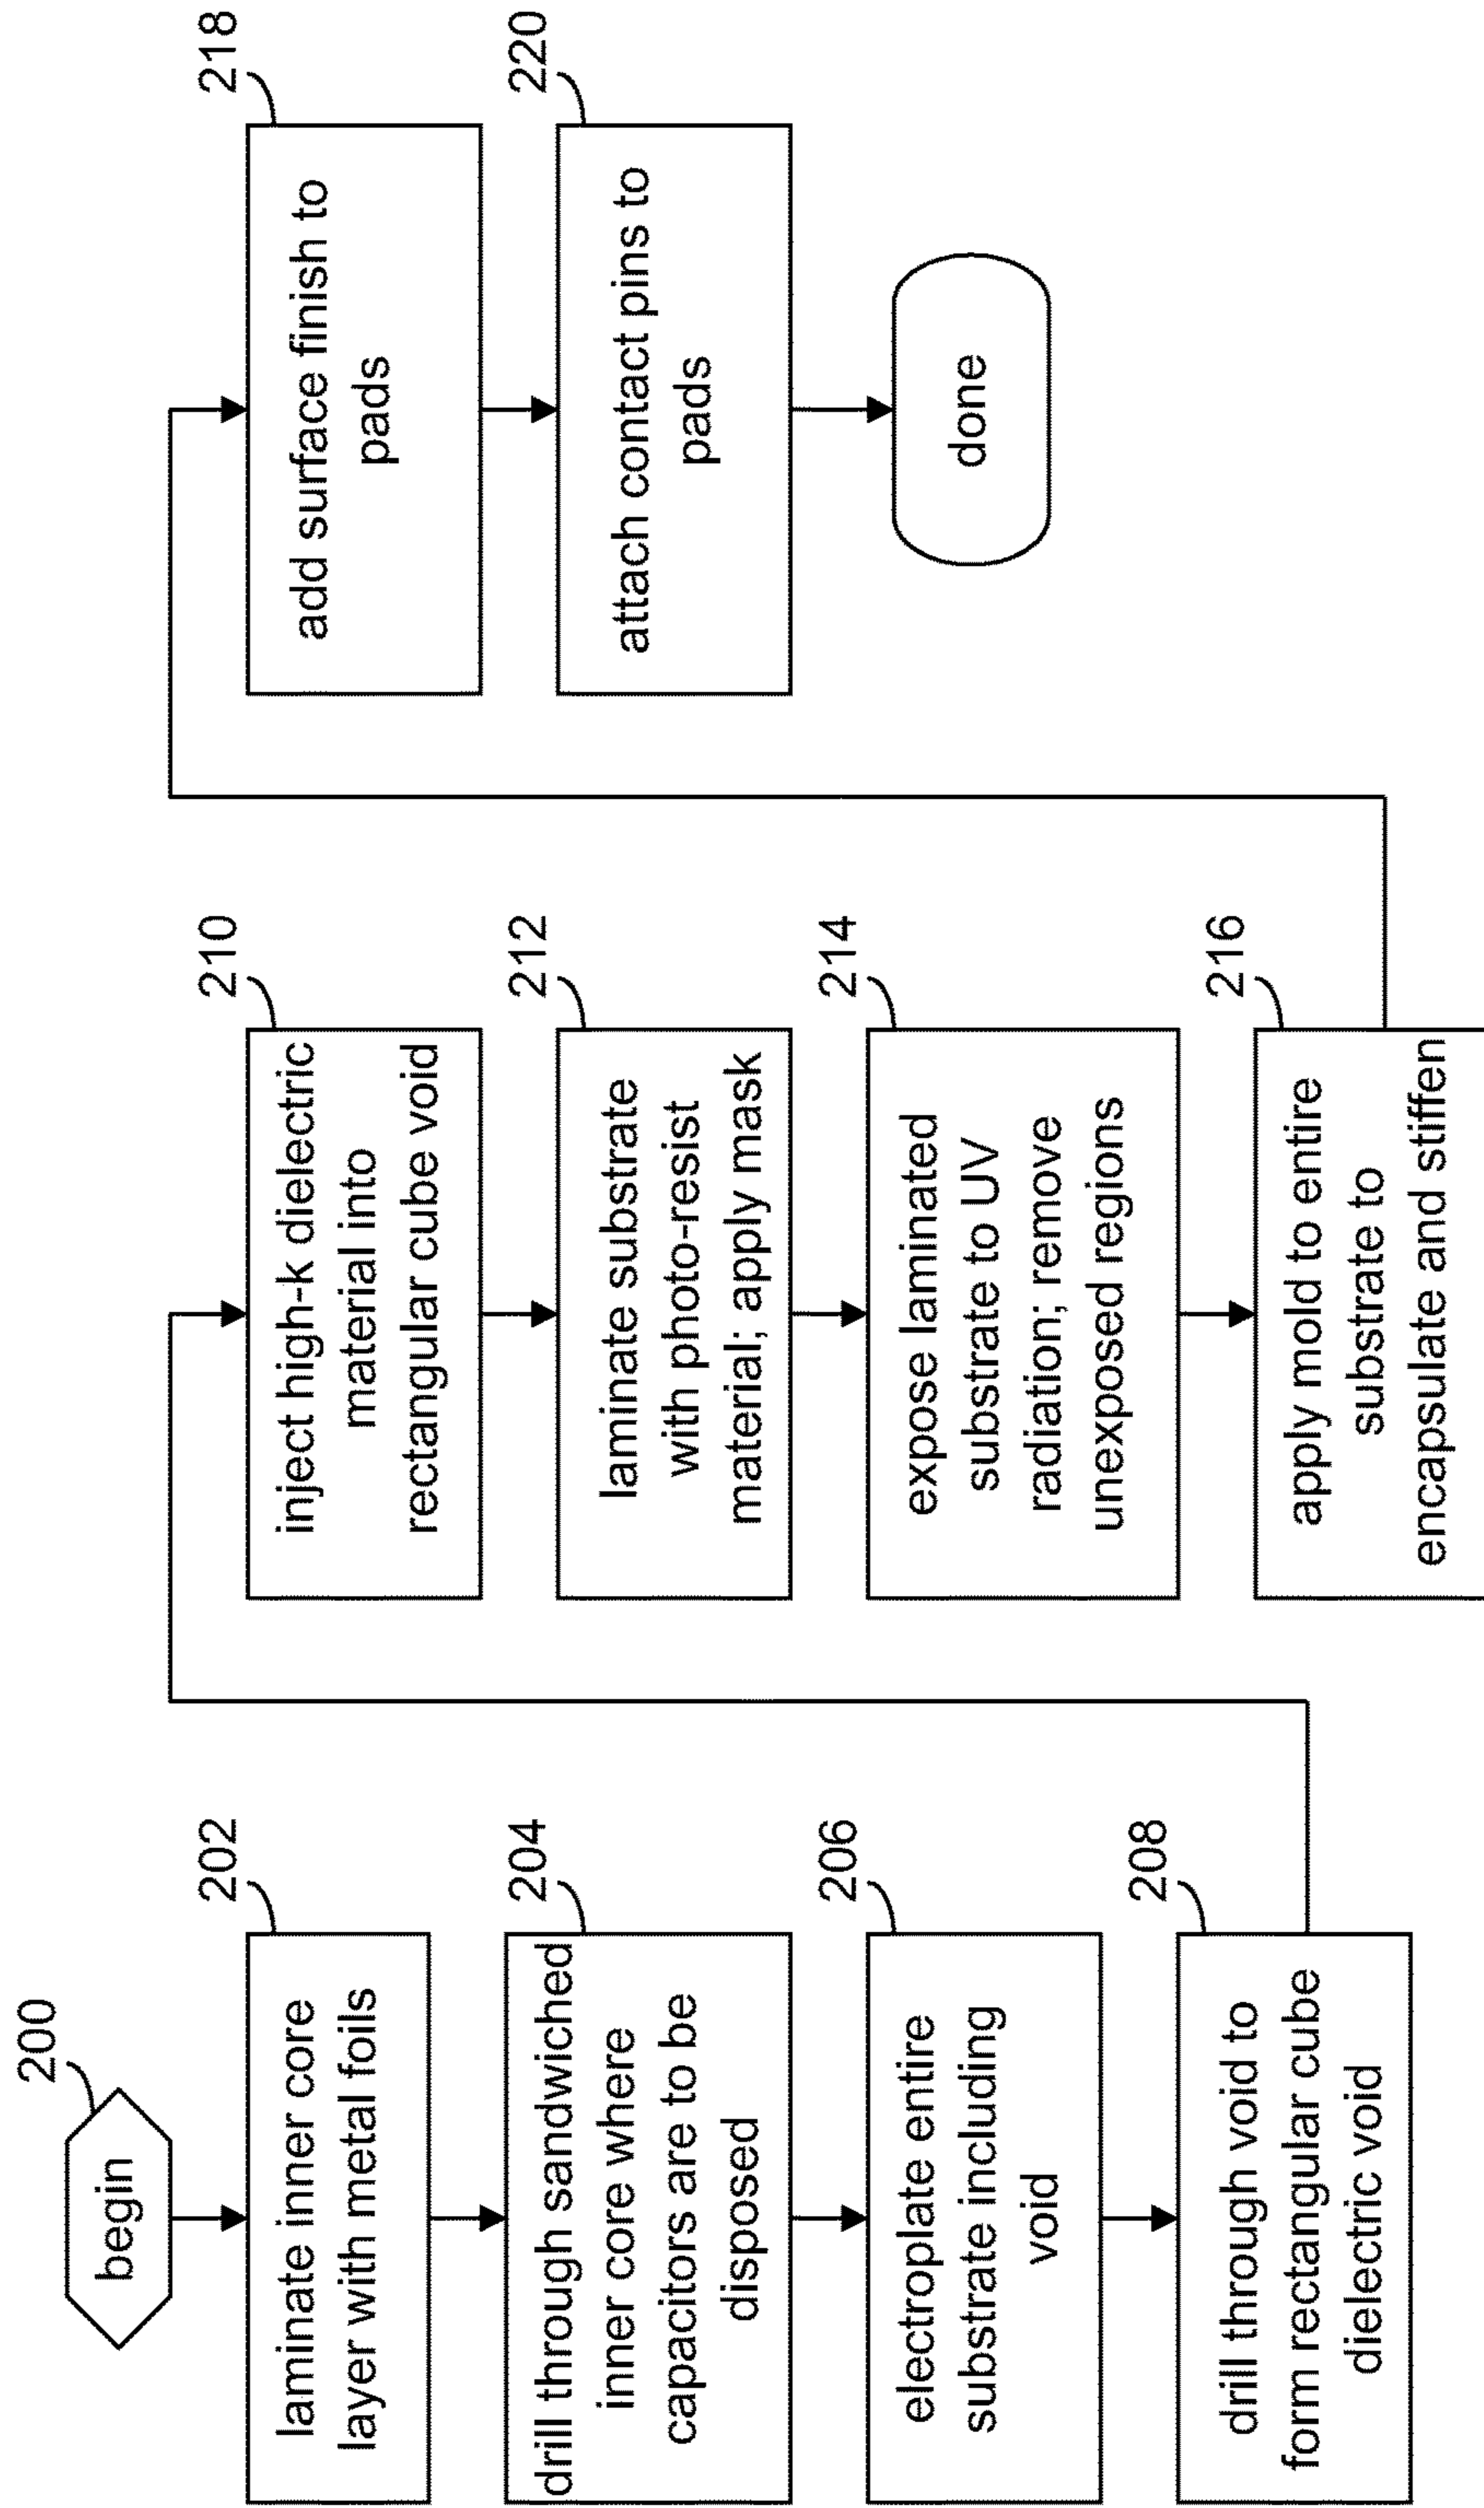 200
begin
202
laminate inner core
layer with metal foils
204
drill through sandwiched
inner core where
capacitors are to be
disposed
206
electroplate entire
substrate including
void
208
drill through void to
form rectangular cube
dielectric void
210
inject high-k dielectric
material into
rectangular cube void
212
laminate substrate
with photo-resist
material; apply mask
214
expose laminated
substrate to UV
radiation; remove
unexposed regions
216
apply mold to entire
substrate to
encapsulate and stiffen
218
add surface finish to
pads
220
attach contact pins to
pads
done